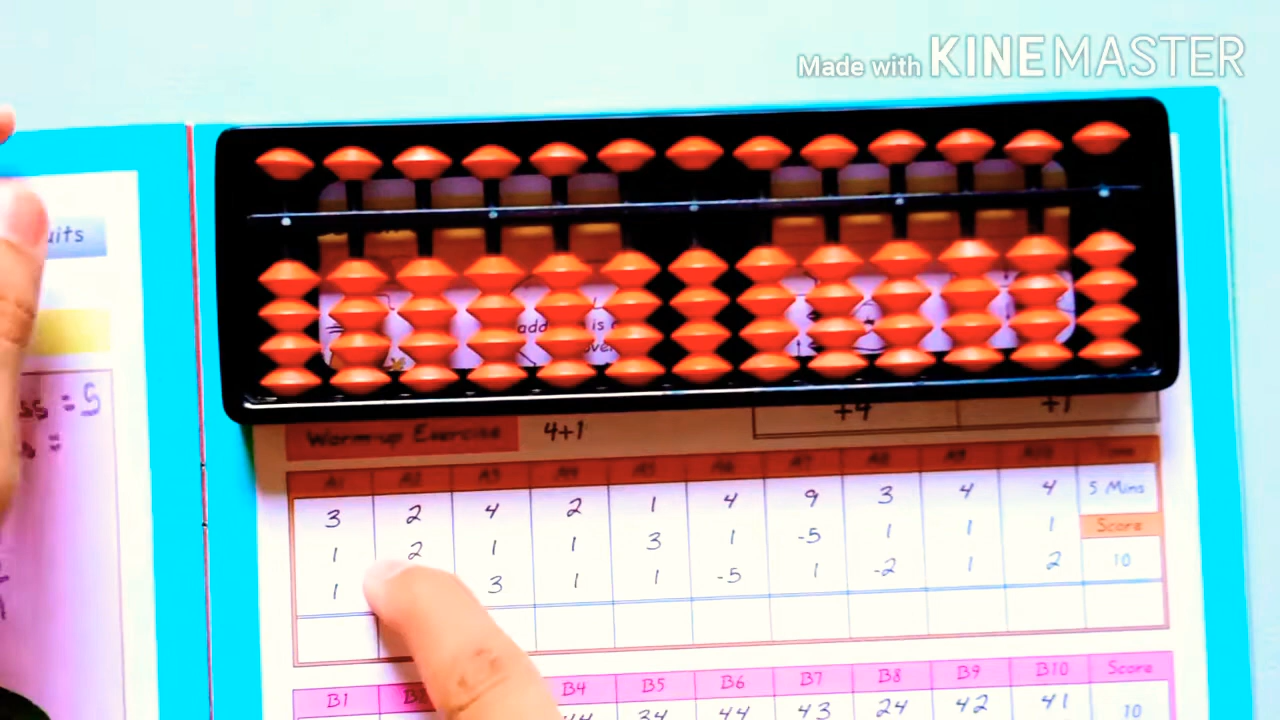 Made with KINEMASTER
uits
ss = 5
=
add is
+4 +1
Warm-up Exercise 4+1
A1 A2 A3 A4 A5 A6 A7 A8 A9 A10 Time
3 2 4 2 1 4 9 3 4 4 5 Mins
1 2 1 1 3 1 -5 1 1 1 Score
1 3 1 1 -5 1 -2 1 2 10
B1 B4 B5 B6 B7 B8 B9 B10 Score
44 34 44 43 24 42 41 10